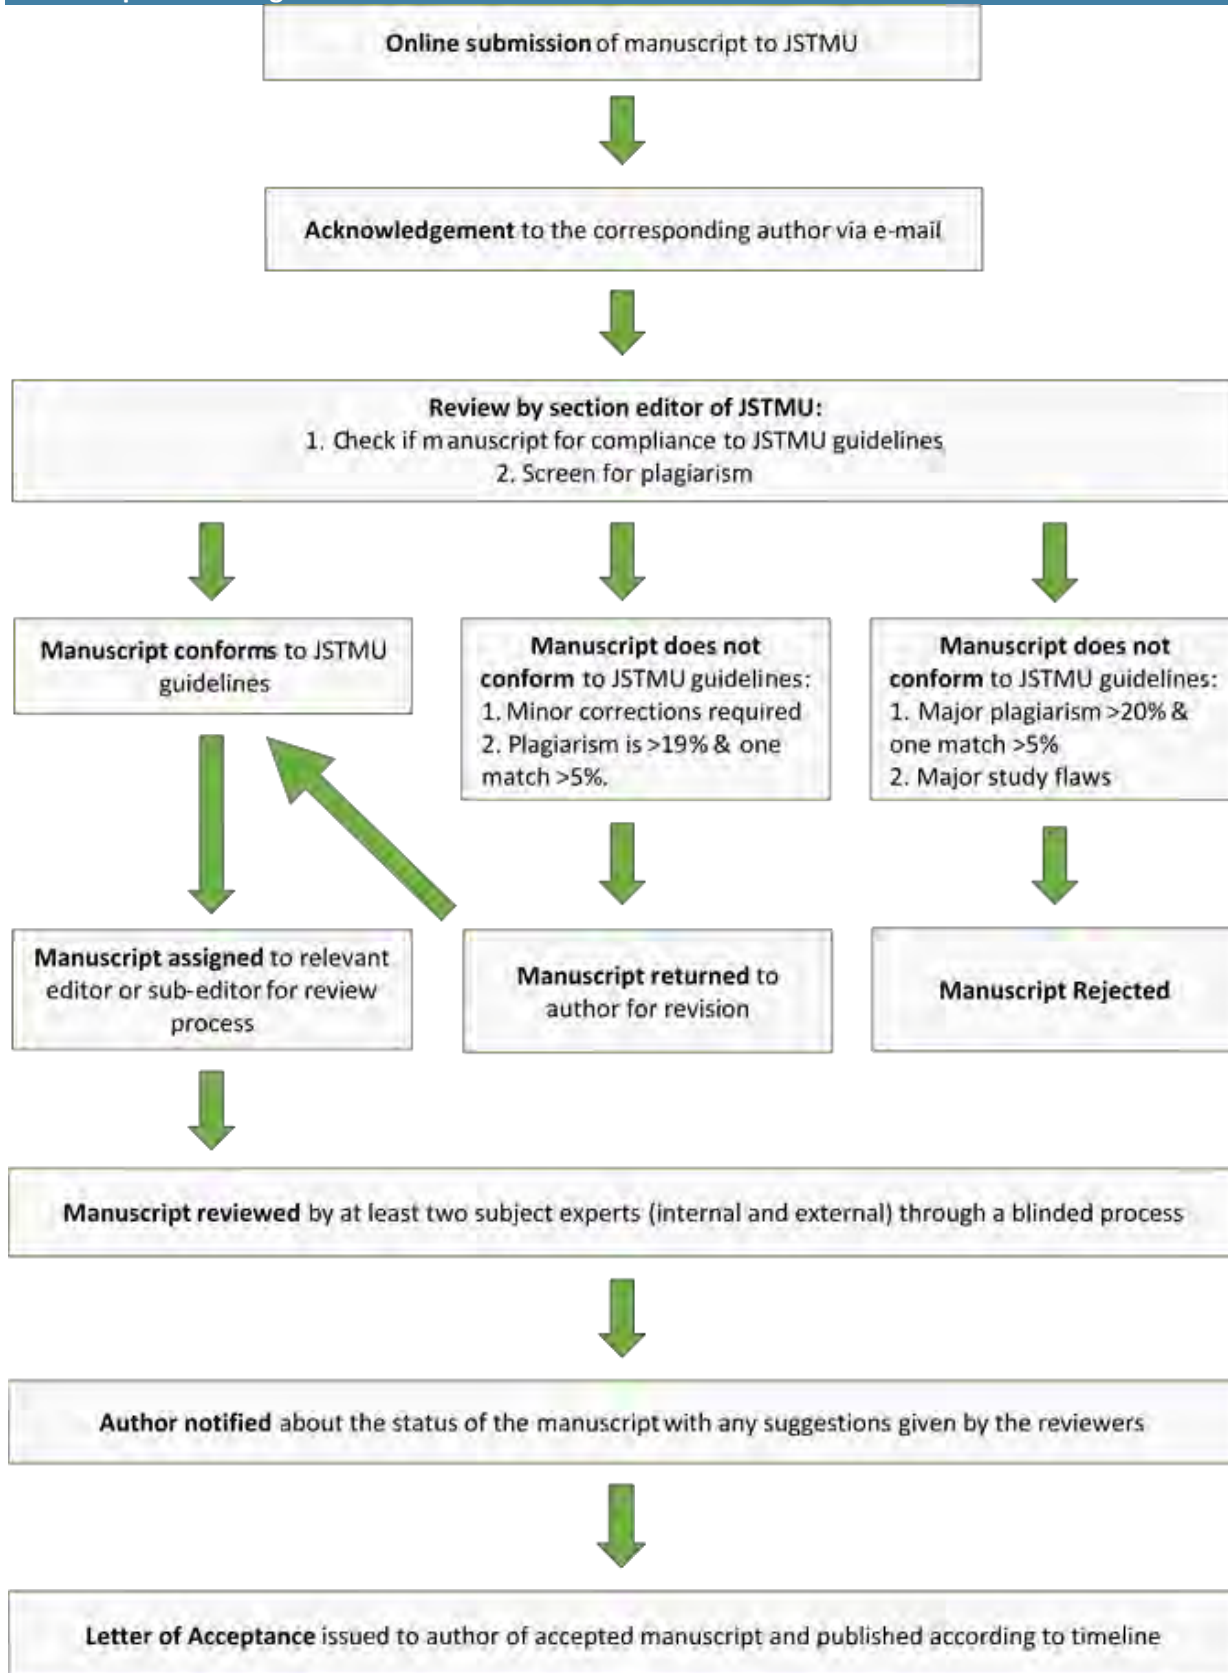 Online submission of manuscript to JSTMU
Acknowledgement to the corresponding author via e-mail
Review by section editor of JSTMU:
1. Check if manuscript for compliance to JSTMU guidelines
2. Screen for plagiarism
Manuscript conforms to JSTMU
guidelines
Manuscript does not
conform to JSTMU guidelines:
1. Minor corrections required
2. Plagiarism is >19% & one
match >5%.
Manuscript does not
conform to JSTMU guidelines:
1. Major plagiarism >20% &
one match >5%
2. Major study flaws
Manuscript assigned to relevant
editor or sub-editor for review
process
Manuscript returned to
author for revision
Manuscript Rejected
Manuscript reviewed by at least two subject experts (internal and external) through a blinded process
Author notified about the status of the manuscript with any suggestions given by the reviewers
Letter of Acceptance issued to author of accepted manuscript and published according to timeline